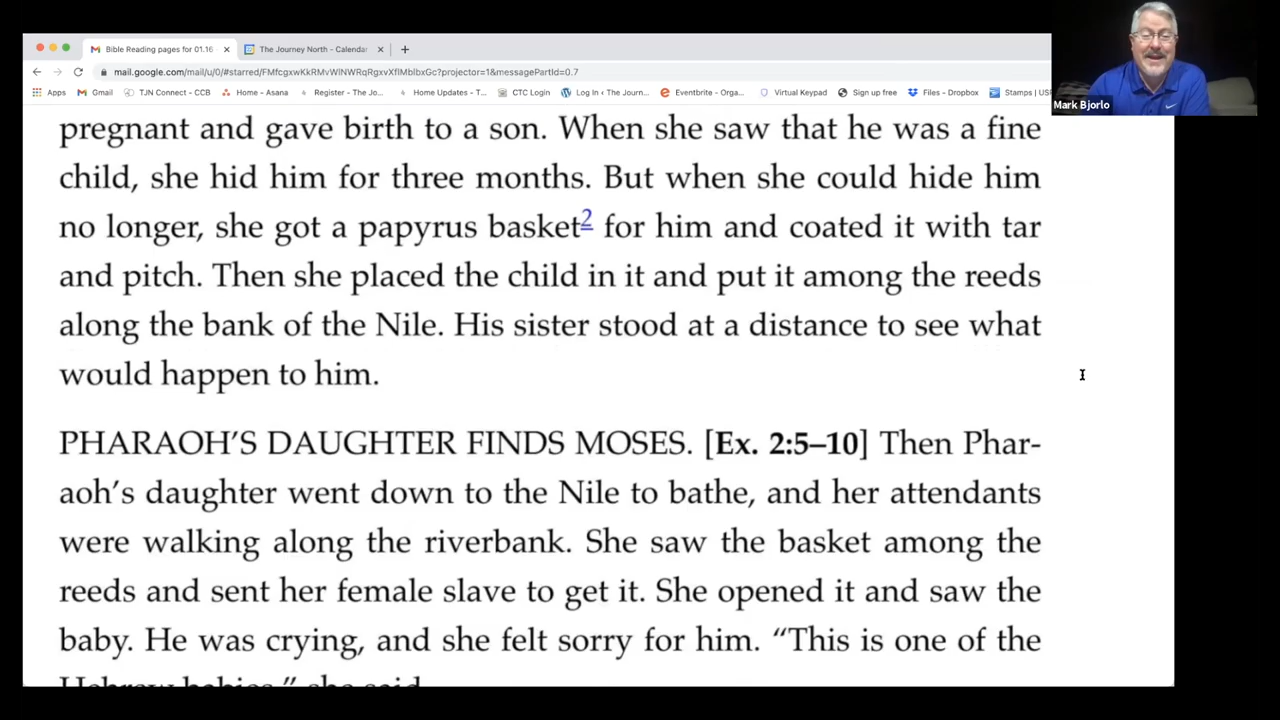 Bible Reading pages for 01.16
The Journey North - Calendar
mail.google.com/mail/u/0/#starred/FMfcgxwKkRMvWlNWRqRgxvXflMblbxGc?projector=1&messagePartId=0.7
Apps Gmail TJN Connect - CCB Home - Asana Register - The Jo... Home Updates - T... CTC Login Log In ‹ The Journ... Eventbrite - Orga... Virtual Keypad Sign up free Files - Dropbox Stamps | USP
Mark Bjorlo
pregnant and gave birth to a son. When she saw that he was a fine
child, she hid him for three months. But when she could hide him
no longer, she got a papyrus basket2 for him and coated it with tar
and pitch. Then she placed the child in it and put it among the reeds
along the bank of the Nile. His sister stood at a distance to see what
would happen to him.
PHARAOH'S DAUGHTER FINDS MOSES. [Ex. 2:5–10] Then Phar-
aoh's daughter went down to the Nile to bathe, and her attendants
were walking along the riverbank. She saw the basket among the
reeds and sent her female slave to get it. She opened it and saw the
baby. He was crying, and she felt sorry for him. "This is one of the
Hebrew babies," she said.